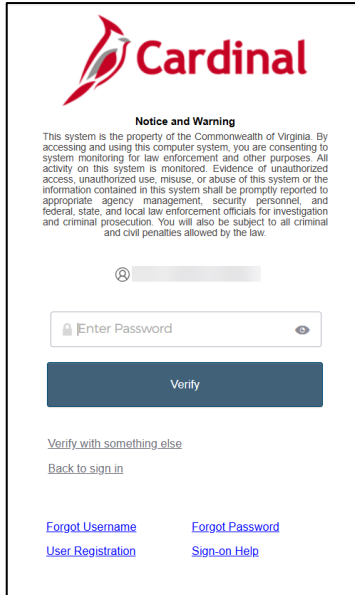 Cardinal
Notice and Warning
This system is the property of the Commonwealth of Virginia. By
accessing and using this computer system, you are consenting to
system monitoring for law enforcement and other purposes. All
activity on this system is monitored. Evidence of unauthorized
access, unauthorized use, misuse, or abuse of this system or the
information contained in this system shall be promptly reported to
appropriate agency management, security personnel, and
federal, state, and local law enforcement officials for investigation
and criminal prosecution. You will also be subject to all criminal
and civil penalties allowed by the law.
Enter Password
Verify
Verify with something else
Back to sign in
Forgot Username Forgot Password
User Registration Sign-on Help